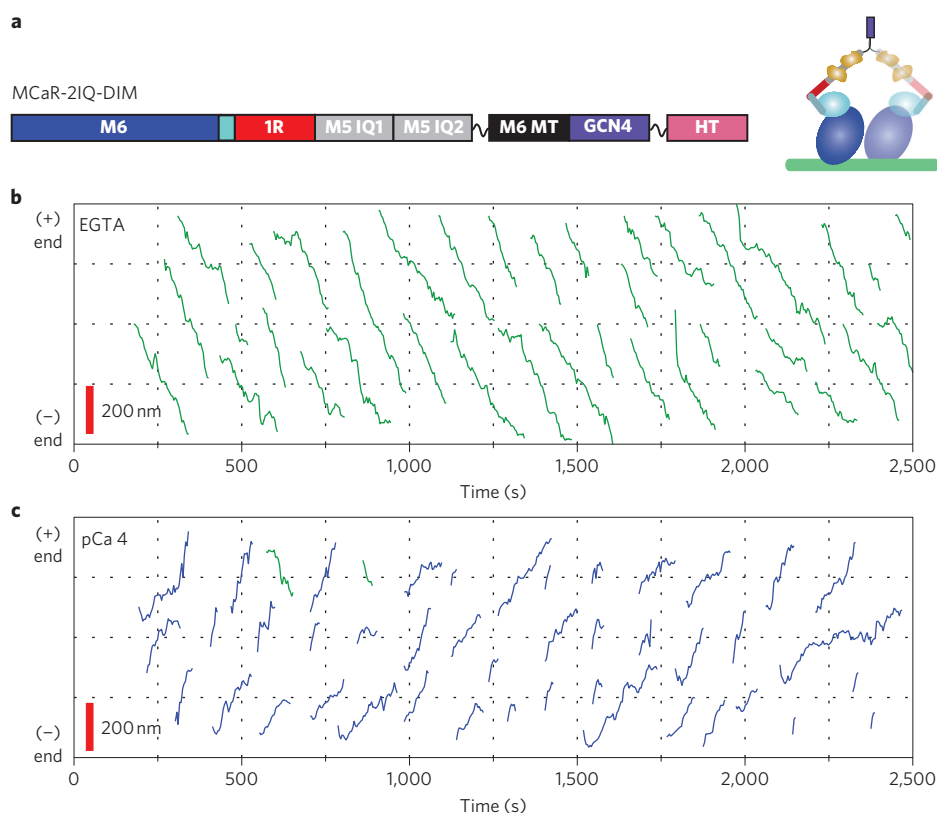 a
MCaR-2IQ-DIM
M6 1R M5 IQ1 M5 IQ2 M6 MT GCN4 HT
b
(+) end
EGTA
(−) end
200 nm
0 500 1,000 1,500 2,000 2,500
Time (s)
c
(+) end
pCa 4
(−) end
200 nm
0 500 1,000 1,500 2,000 2,500
Time (s)